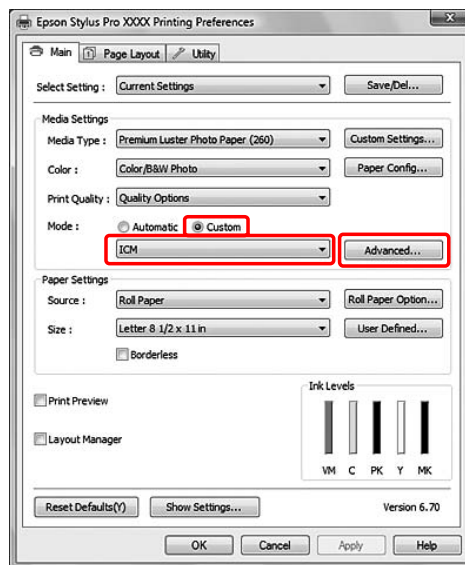 Epson Stylus Pro XXXX Printing Preferences
Main Page Layout Utility
Select Setting : Current Settings Save/Del...
Media Settings
Media Type : Premium Luster Photo Paper (260) Custom Settings...
Color : Color/B&W Photo Paper Config...
Print Quality : Quality Options
Mode : Automatic Custom
ICM Advanced...
Paper Settings
Source : Roll Paper Roll Paper Option...
Size : Letter 8 1/2 x 11 in User Defined...
Borderless
Print Preview
Layout Manager
Ink Levels
VM C PK Y MK
Reset Defaults(Y) Show Settings... Version 6.70
OK Cancel Apply Help